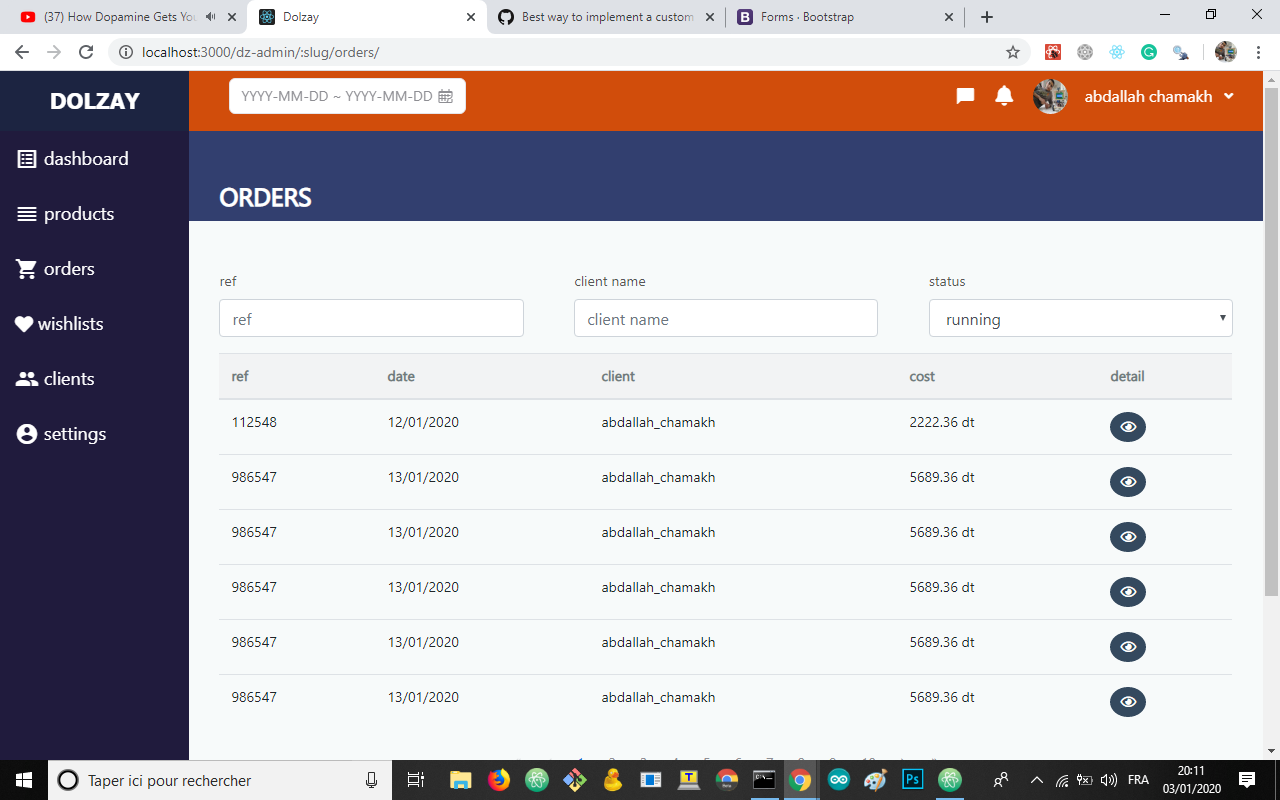 (37) How Dopamine Gets You
Dolzay
Best way to implement a custom
Forms · Bootstrap
localhost:3000/dz-admin/:slug/orders/
DOLZAY
YYYY-MM-DD ~ YYYY-MM-DD
abdallah chamakh
dashboard
products
orders
wishlists
clients
settings
ORDERS
ref
client name
status
ref
client name
running
ref date client cost detail
112548 12/01/2020 abdallah_chamakh 2222.36 dt
986547 13/01/2020 abdallah_chamakh 5689.36 dt
986547 13/01/2020 abdallah_chamakh 5689.36 dt
986547 13/01/2020 abdallah_chamakh 5689.36 dt
986547 13/01/2020 abdallah_chamakh 5689.36 dt
986547 13/01/2020 abdallah_chamakh 5689.36 dt
Taper ici pour rechercher
T
Ps
FRA
20:11
03/01/2020